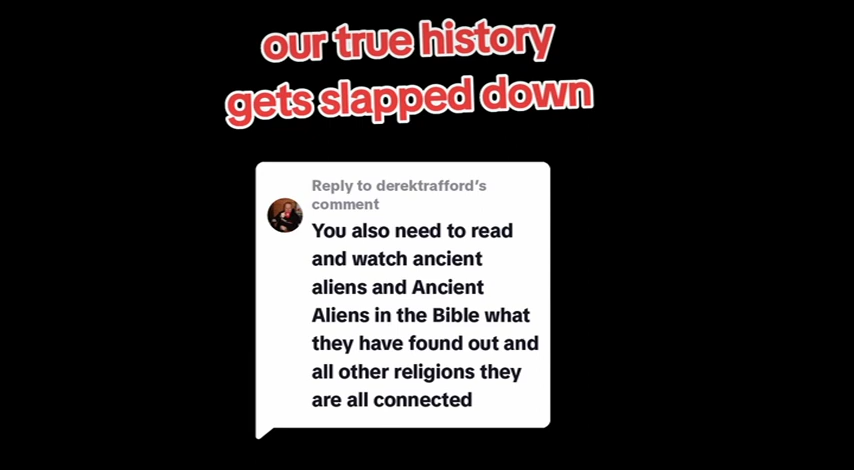 our true history
gets slapped down
Reply to derektrafford's
comment
You also need to read
and watch ancient
aliens and Ancient
Aliens in the Bible what
they have found out and
all other religions they
are all connected